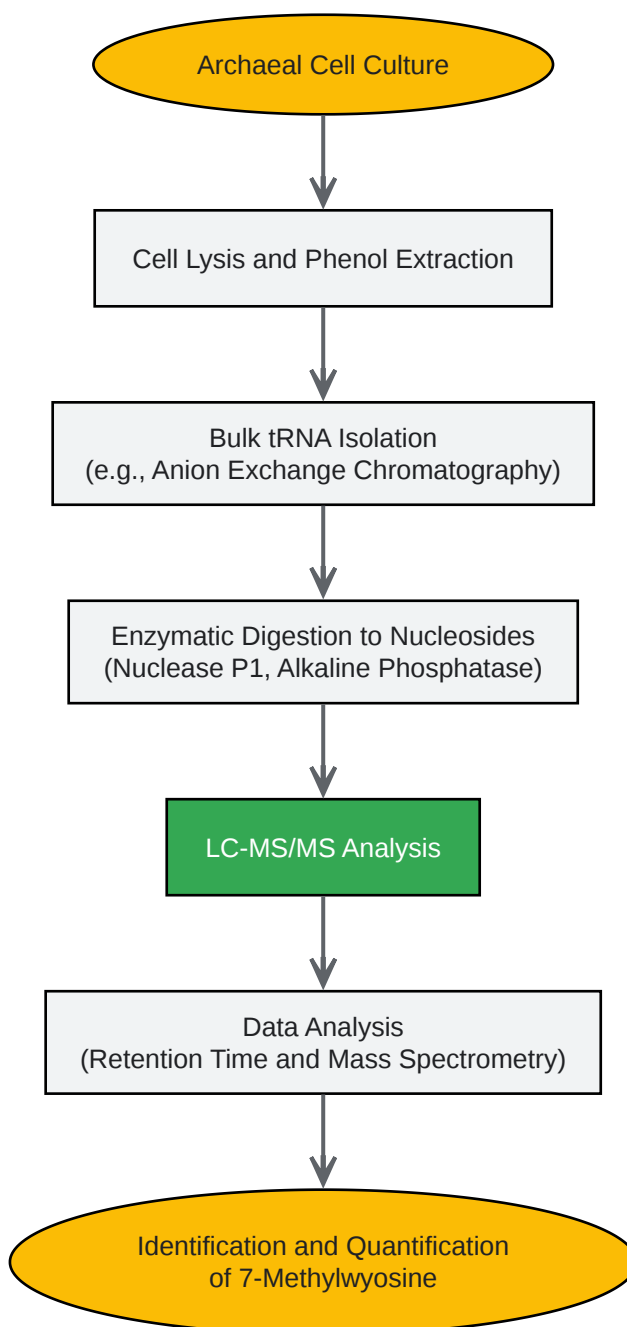 Archaeal Cell Culture
Cell Lysis and Phenol Extraction
Bulk tRNA Isolation
(e.g., Anion Exchange Chromatography)
Enzymatic Digestion to Nucleosides
(Nuclease P1, Alkaline Phosphatase)
LC-MS/MS Analysis
Data Analysis
(Retention Time and Mass Spectrometry)
Identification and Quantification
of 7-Methylwyosine